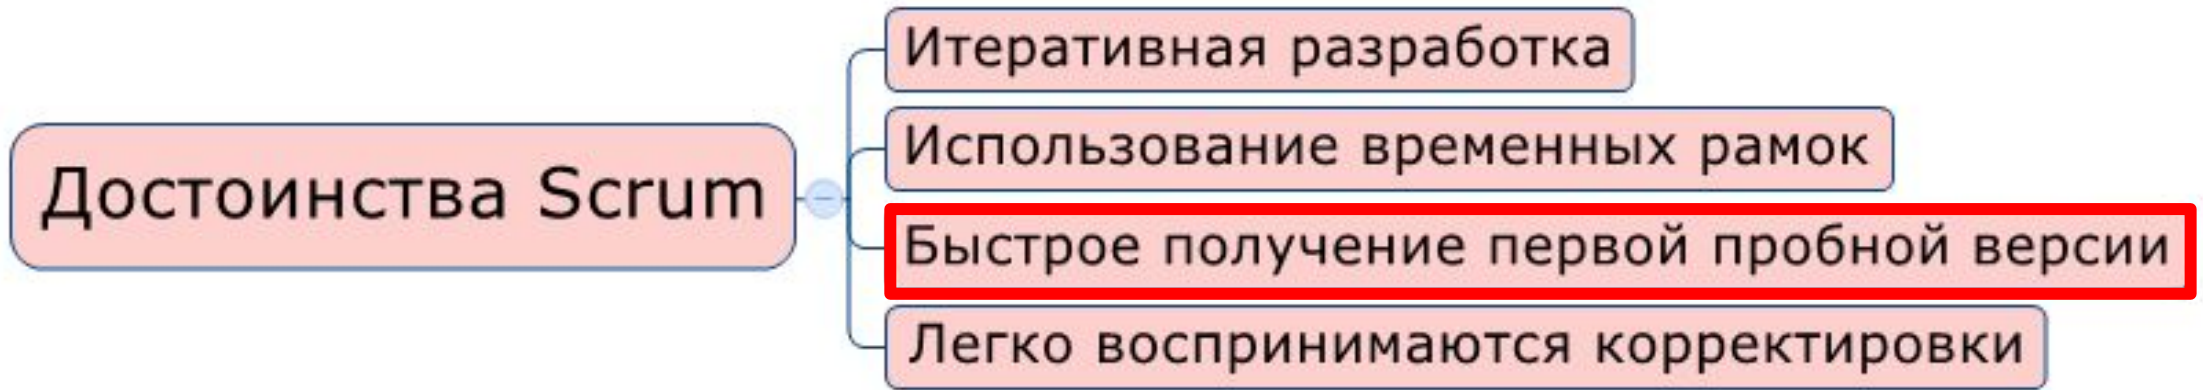 Достоинства Scrum
Итеративная разработка
Использование временных рамок
Быстрое получение первой пробной версии
Легко воспринимаются корректировки